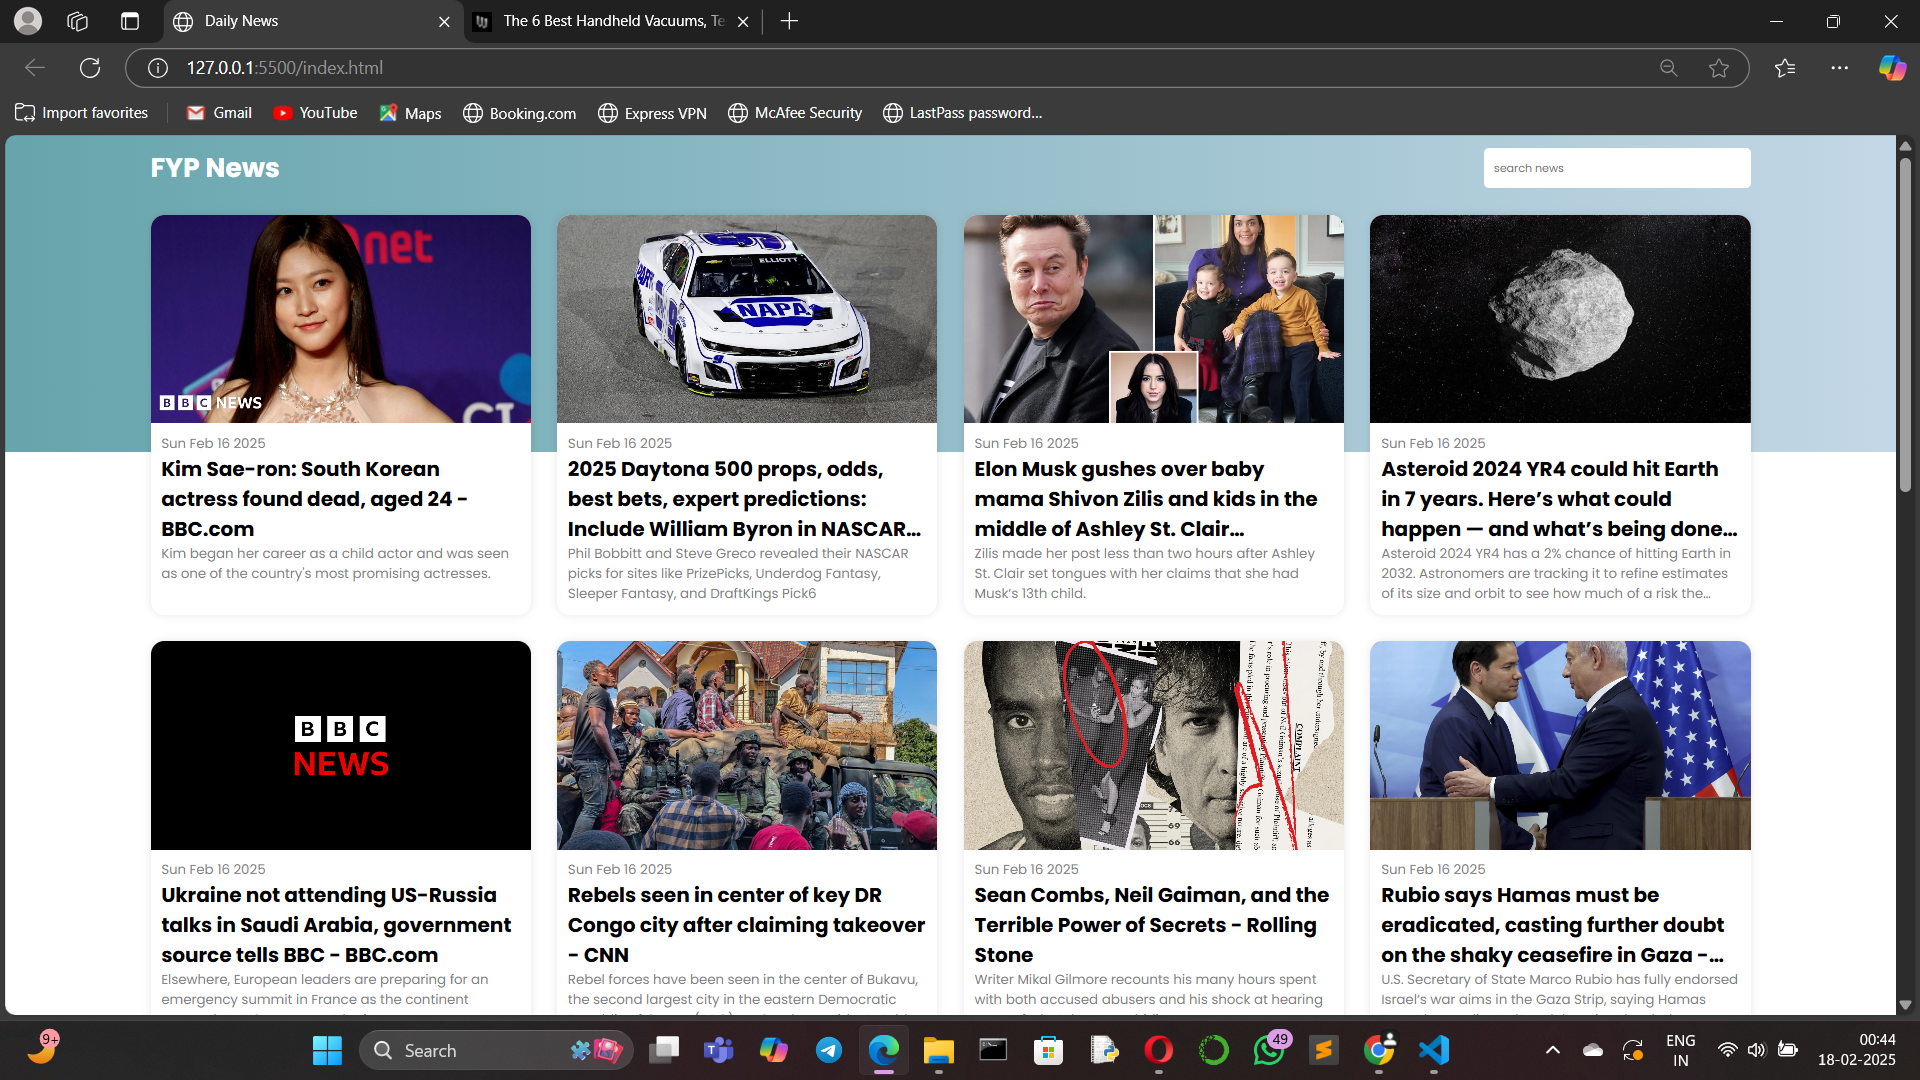 Daily News
The 6 Best Handheld Vacuums, Te
127.0.0.1:5500/index.html
Import favorites
Gmail
YouTube
Maps
Booking.com
Express VPN
McAfee Security
LastPass password...
FYP News
search news
net
BBC NEWS
ELLIOTT
NAPA
Sun Feb 16 2025
Kim Sae-ron: South Korean
actress found dead, aged 24 -
BBC.com
Kim began her career as a child actor and was seen
as one of the country's most promising actresses.
Sun Feb 16 2025
2025 Daytona 500 props, odds,
best bets, expert predictions:
Include William Byron in NASCAR...
Phil Bobbitt and Steve Greco revealed their NASCAR
picks for sites like PrizePicks, Underdog Fantasy,
Sleeper Fantasy, and DraftKings Pick6
Sun Feb 16 2025
Elon Musk gushes over baby
mama Shivon Zilis and kids in the
middle of Ashley St. Clair...
Zilis made her post less than two hours after Ashley
St. Clair set tongues with her claims that she had
Musk’s 13th child.
Sun Feb 16 2025
Asteroid 2024 YR4 could hit Earth
in 7 years. Here’s what could
happen — and what’s being done...
Asteroid 2024 YR4 has a 2% chance of hitting Earth in
2032. Astronomers are tracking it to refine estimates
of its size and orbit to see how much of a risk the...
BBC
NEWS
COMPLAINT
Sun Feb 16 2025
Ukraine not attending US-Russia
talks in Saudi Arabia, government
source tells BBC - BBC.com
Elsewhere, European leaders are preparing for an
emergency summit in France as the continent
Sun Feb 16 2025
Rebels seen in center of key DR
Congo city after claiming takeover
- CNN
Rebel forces have been seen in the center of Bukavu,
the second largest city in the eastern Democratic
Sun Feb 16 2025
Sean Combs, Neil Gaiman, and the
Terrible Power of Secrets - Rolling
Stone
Writer Mikal Gilmore recounts his many hours spent
with both accused abusers and his shock at hearing
Sun Feb 16 2025
Rubio says Hamas must be
eradicated, casting further doubt
on the shaky ceasefire in Gaza -...
U.S. Secretary of State Marco Rubio has fully endorsed
Israel’s war aims in the Gaza Strip, saying Hamas
9+
Search
49
ENG
IN
00:44
18-02-2025